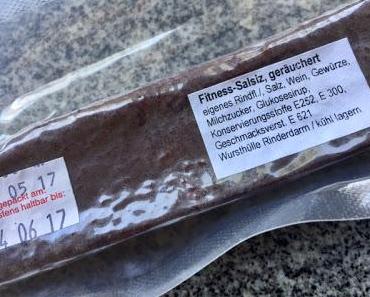 Fitness-Salsiz, geräuchert
eigenes Rindfl./, Salz, Wein, Gewürze,
Milchzucker, Glukosesirup,
Konservierungsstoffe E252, E 300,
Geschmacksverst. E 621
Wursthülle Rinderdarm / kühl lagern
05 17
gepackt am:
stens haltbar bis:
4 06 17